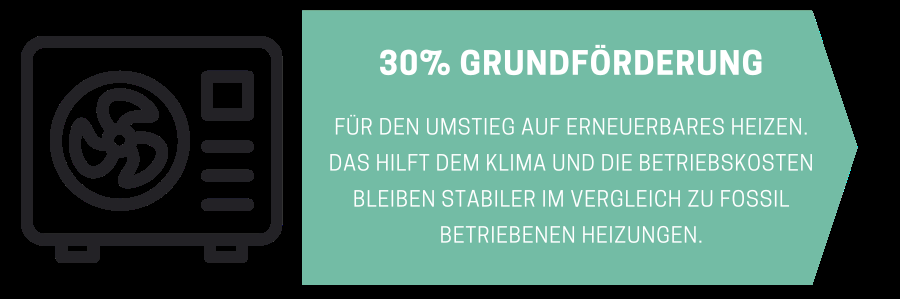 30% GRUNDFÖRDERUNG
FÜR DEN UMSTIEG AUF ERNEUERBARES HEIZEN.
DAS HILFT DEM KLIMA UND DIE BETRIEBSKOSTEN
BLEIBEN STABILER IM VERGLEICH ZU FOSSIL
BETRIEBENEN HEIZUNGEN.